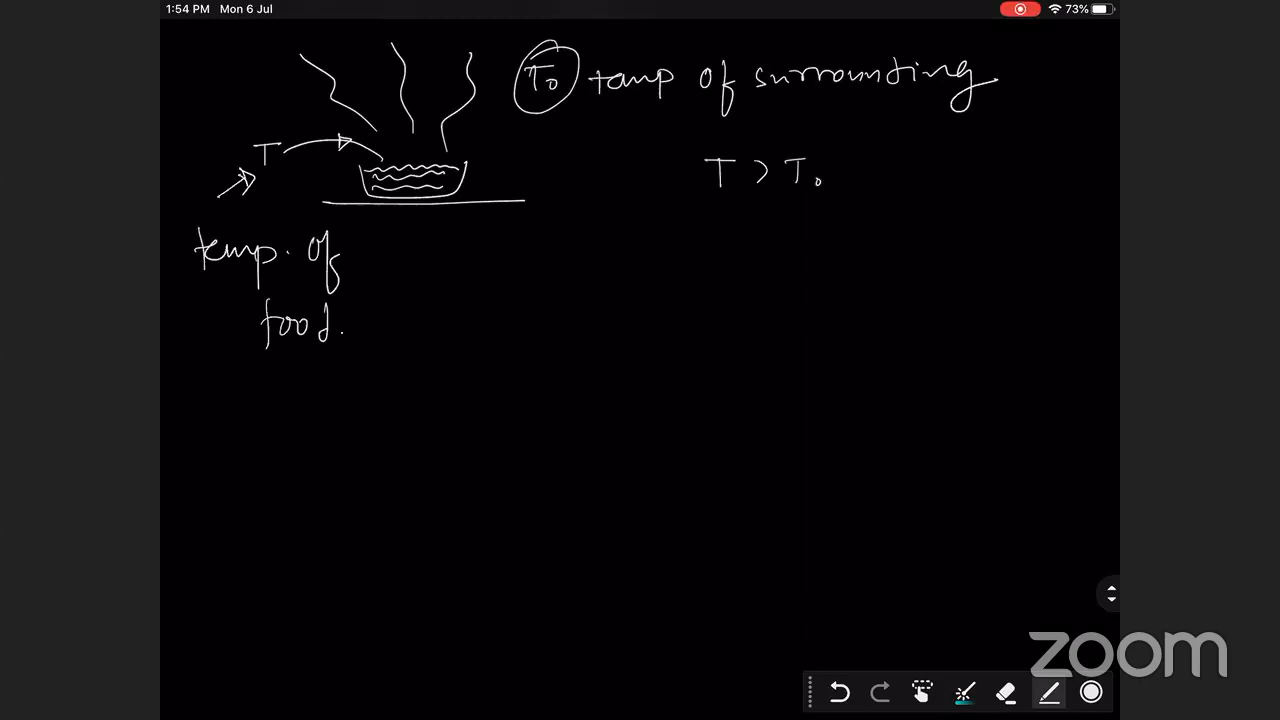 1:54 PM Mon 6 Jul 73%
T₀ temp of surrounding
T
T > T₀
temp. of
food.
zoom